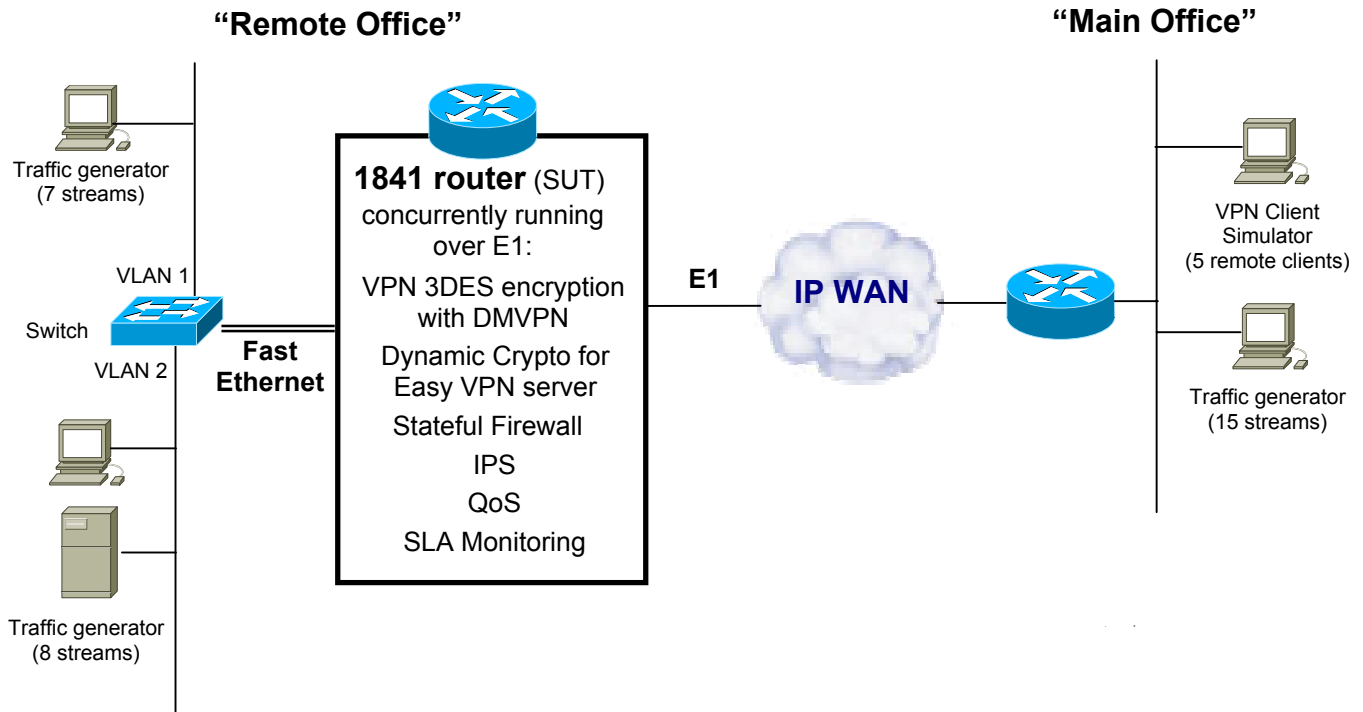 “Remote Office”
“Main Office”
Traffic generator
(7 streams)
VLAN 1
Switch
VLAN 2
Fast
Ethernet
Traffic generator
(8 streams)
1841 router (SUT)
concurrently running
over E1:
VPN 3DES encryption
with DMVPN
Dynamic Crypto for
Easy VPN server
Stateful Firewall
IPS
QoS
SLA Monitoring
E1
IP WAN
VPN Client
Simulator
(5 remote clients)
Traffic generator
(15 streams)